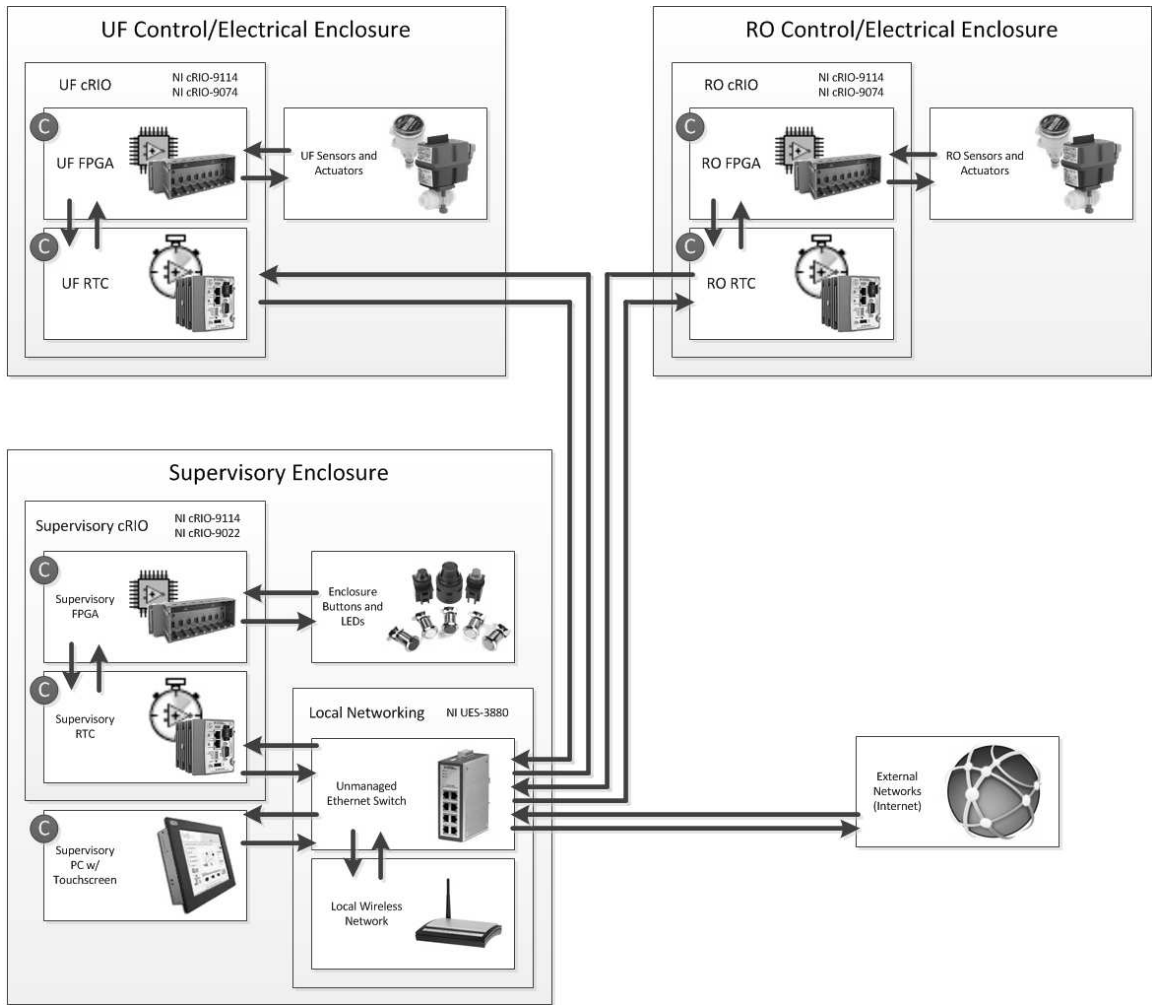 UF Control/Electrical Enclosure
UF cRIO
NI cRIO-9114
NI cRIO-9074
C
UF FPGA
UF Sensors and
Actuators
C
UF RTC
RO Control/Electrical Enclosure
RO cRIO
NI cRIO-9114
NI cRIO-9074
C
RO FPGA
RO Sensors and
Actuators
C
RO RTC
Supervisory Enclosure
Supervisory cRIO
NI cRIO-9114
NI cRIO-9022
C
Supervisory
FPGA
Enclosure
Buttons and
LEDs
C
Supervisory
RTC
Local Networking
NI UES-3880
Unmanaged
Ethernet Switch
C
Supervisory
PC w/
Touchscreen
Local Wireless
Network
External
Networks
(Internet)